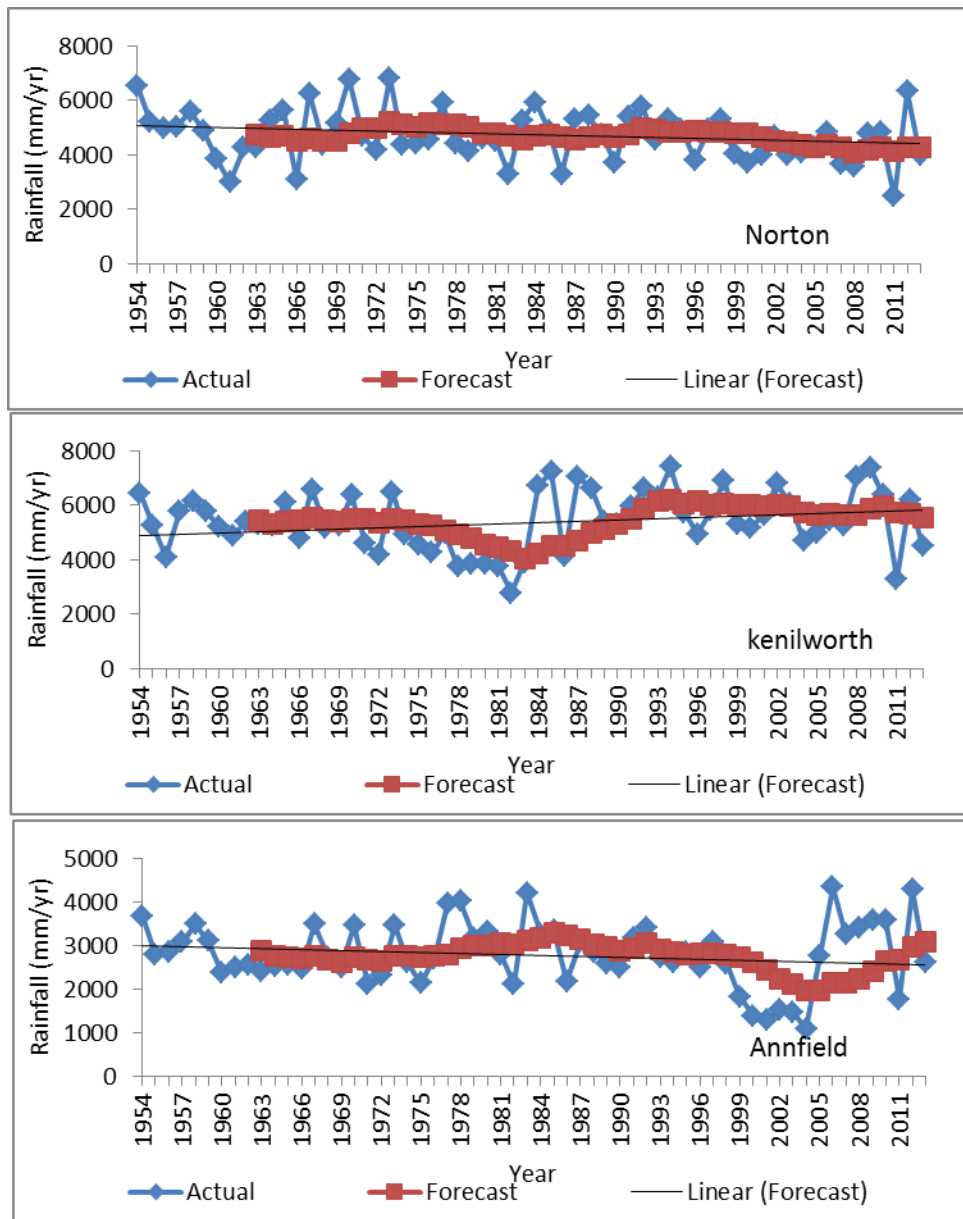 8000
6000
4000
2000
0
Rainfall (mm/yr)
Norton
1954 1957 1960 1963 1966 1969 1972 1975 1978 1981 1984 1987 1990 1993 1996 1999 2002 2005 2008 2011
Year
Actual Forecast Linear (Forecast)
8000
6000
4000
2000
0
Rainfall (mm/yr)
kenilworth
1954 1957 1960 1963 1966 1969 1972 1975 1978 1981 1984 1987 1990 1993 1996 1999 2002 2005 2008 2011
Year
Actual Forecast Linear (Forecast)
5000
4000
3000
2000
1000
0
Rainfall (mm/yr)
Annfield
1954 1957 1960 1963 1966 1969 1972 1975 1978 1981 1984 1987 1990 1993 1996 1999 2002 2005 2008 2011
Year
Actual Forecast Linear (Forecast)